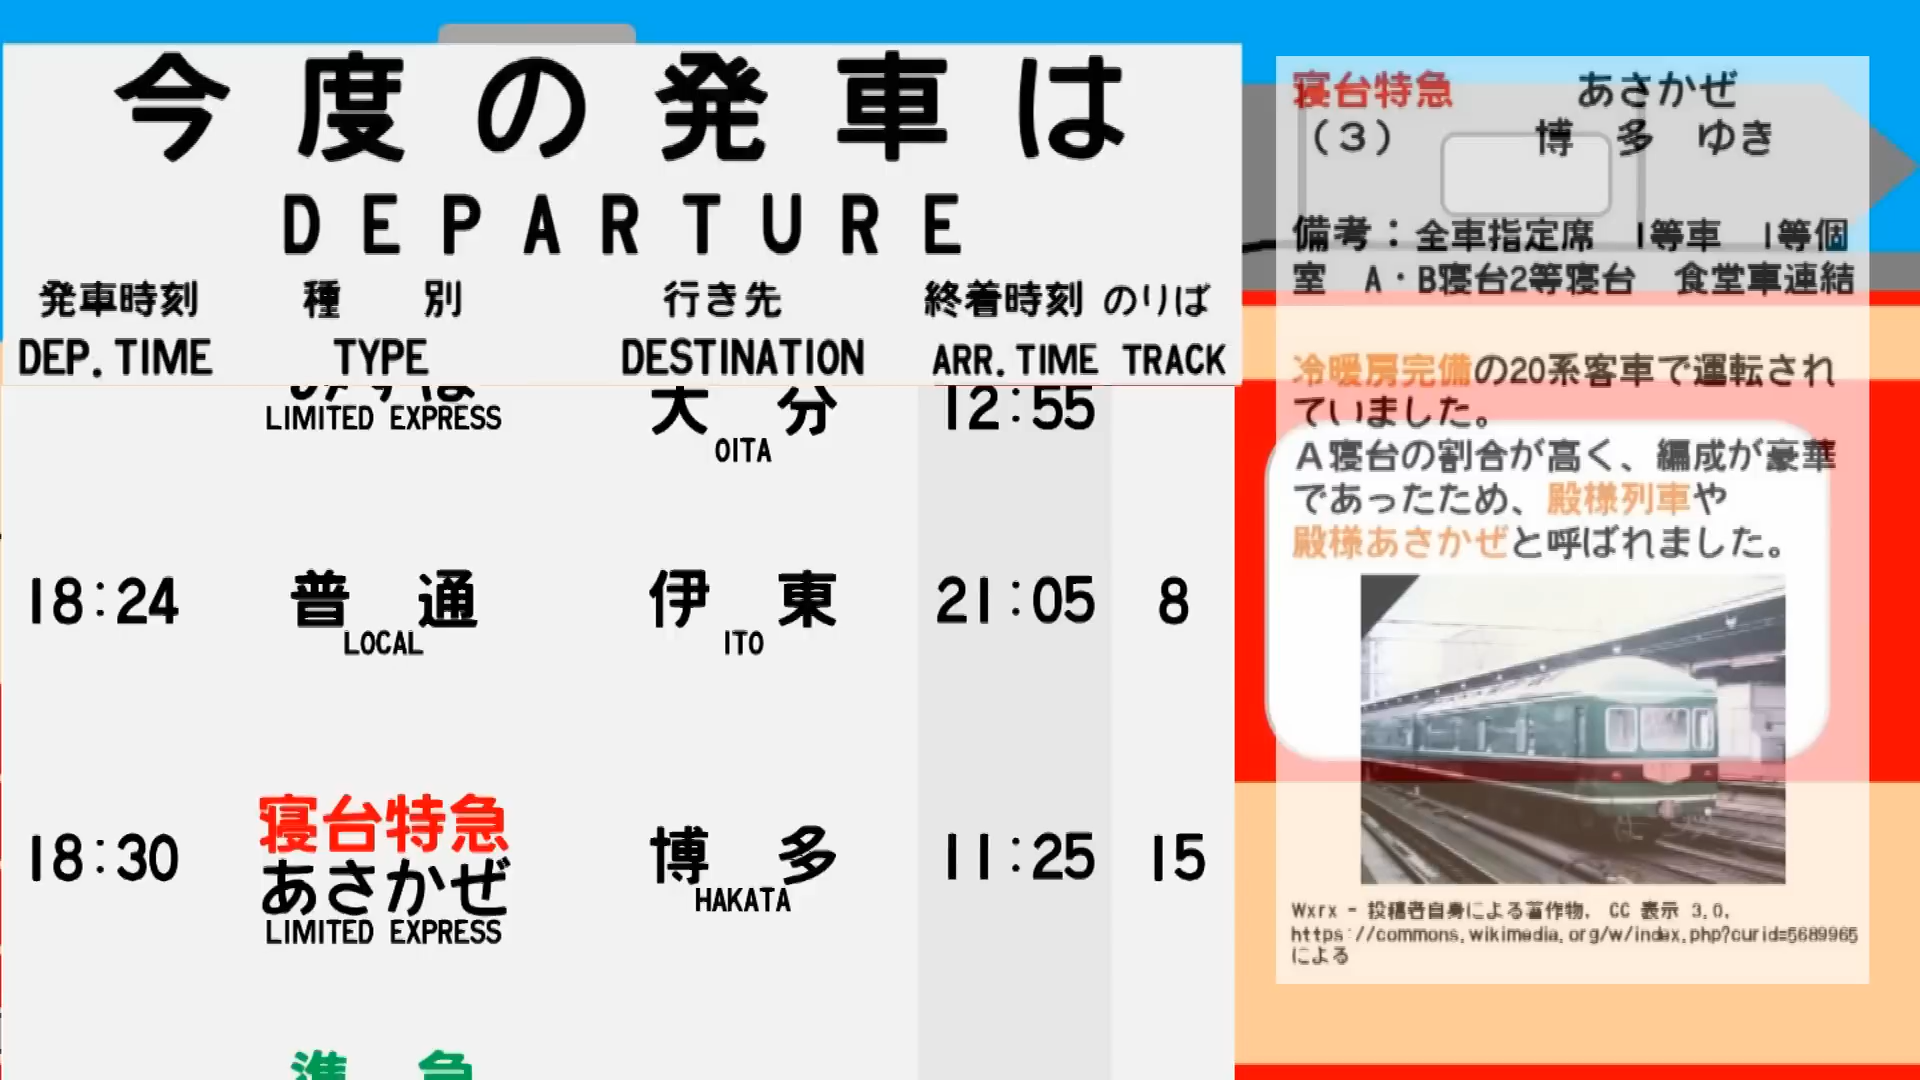 今度の発車は
DEPARTURE
発車時刻 種別 行き先 終着時刻 のりば
DEP. TIME TYPE DESTINATION ARR. TIME TRACK
みずほ 大分 12:55
LIMITED EXPRESS OITA
18:24 普通 伊東 21:05 8
LOCAL ITO
寝台特急
18:30 あさかぜ 博多 11:25 15
LIMITED EXPRESS HAKATA
準急
寝台特急 あさかぜ
（3） 博多 ゆき
備考：全車指定席 1等車 1等個
室 A・B寝台2等寝台 食堂車連結
冷暖房完備の20系客車で運転され
ていました。
A寝台の割合が高く、編成が豪華
であったため、殿様列車や
殿様あさかぜと呼ばれました。
Wxrx - 投稿者自身による著作物, CC 表示 3.0,
https://commons.wikimedia.org/w/index.php?curid=5689965
による